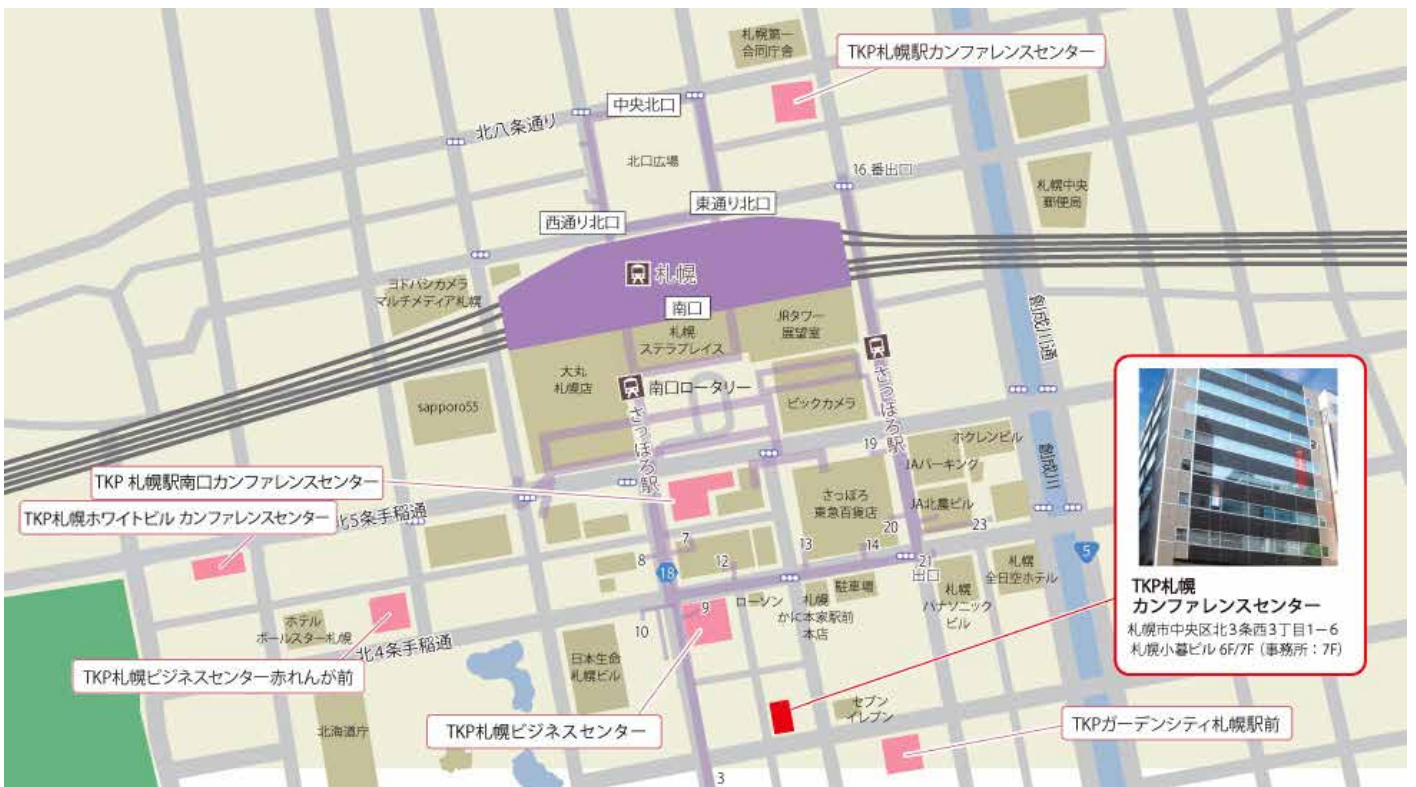 札幌第一
合同庁舎
TKP札幌駅カンファレンスセンター
中央北口
北八条通り
北口広場
16番出口
札幌中央
郵便局
東通り北口
西通り北口
ヨドバシカメラ
マルチメディア札幌
札幌
南口
札幌
ステラプレイス
JRタワー
展望室
創成川通
大丸
札幌店
南口ロータリー
さっぽろ駅
ビックカメラ
さっぽろ駅
sapporo55
19
ホクレンビル
JAパーキング
創成川
TKP 札幌駅南口カンファレンスセンター
TKP札幌ホワイトビル カンファレンスセンター
北5条手稲通
さっぽろ
東急百貨店
JA北農ビル
20
23
7
8
12
13
14
21
出口
18
5
札幌
全日空ホテル
TKP札幌
カンファレンスセンター
札幌市中央区北3条西3丁目1-6
札幌小暮ビル 6F/7F (事務所:7F)
ホテル
ポールスター札幌
北4条手稲通
9
10
ローソン
札幌
かに本家駅前
本店
駐車場
札幌
パナソニック
ビル
日本生命
札幌ビル
TKP札幌ビジネスセンター赤れんが前
北海道庁
TKP札幌ビジネスセンター
セブン
イレブン
TKPガーデンシティ札幌駅前
3